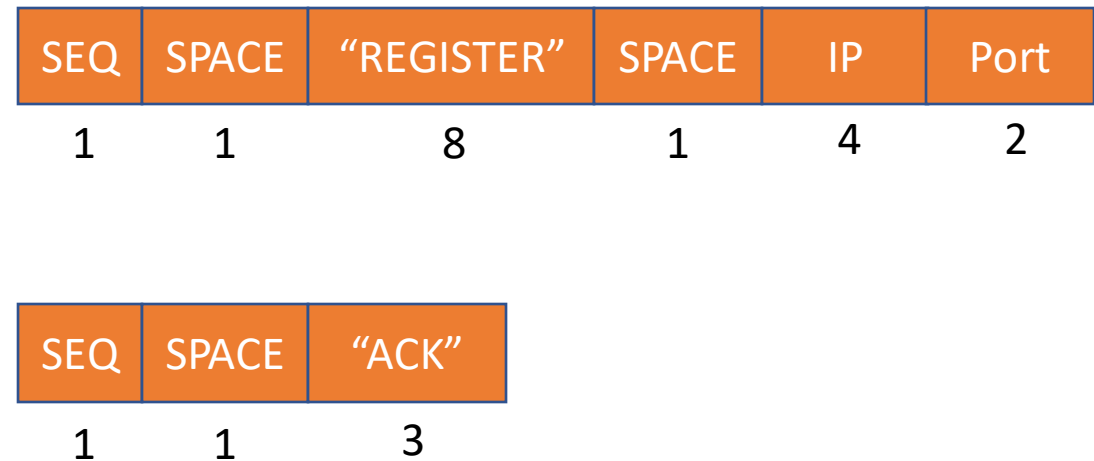 SEQ SPACE “REGISTER” SPACE IP Port
1 1 8 1 4 2
SEQ SPACE “ACK”
1 1 3